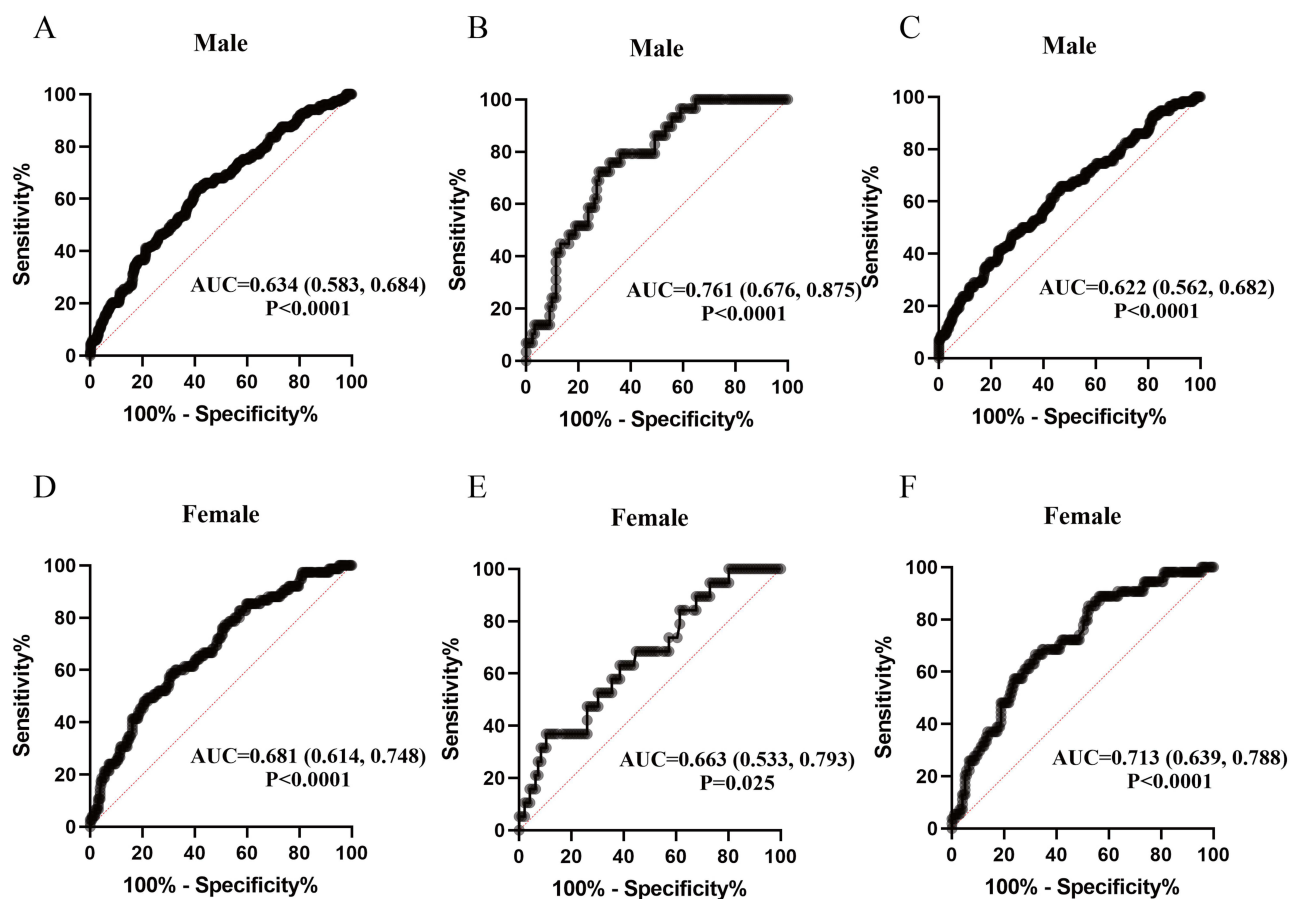 A
Male
100
80
60
40
20
0
Sensitivity%
AUC=0.634 (0.583, 0.684)
P<0.0001
0 20 40 60 80 100
100% - Specificity%
B
Male
100
80
60
40
20
0
Sensitivity%
AUC=0.761 (0.676, 0.875)
P<0.0001
0 20 40 60 80 100
100% - Specificity%
C
Male
100
80
60
40
20
0
Sensitivity%
AUC=0.622 (0.562, 0.682)
P<0.0001
0 20 40 60 80 100
100% - Specificity%
D
Female
100
80
60
40
20
0
Sensitivity%
AUC=0.681 (0.614, 0.748)
P<0.0001
0 20 40 60 80 100
100% - Specificity%
E
Female
100
80
60
40
20
0
Sensitivity%
AUC=0.663 (0.533, 0.793)
P=0.025
0 20 40 60 80 100
100% - Specificity%
F
Female
100
80
60
40
20
0
Sensitivity%
AUC=0.713 (0.639, 0.788)
P<0.0001
0 20 40 60 80 100
100% - Specificity%